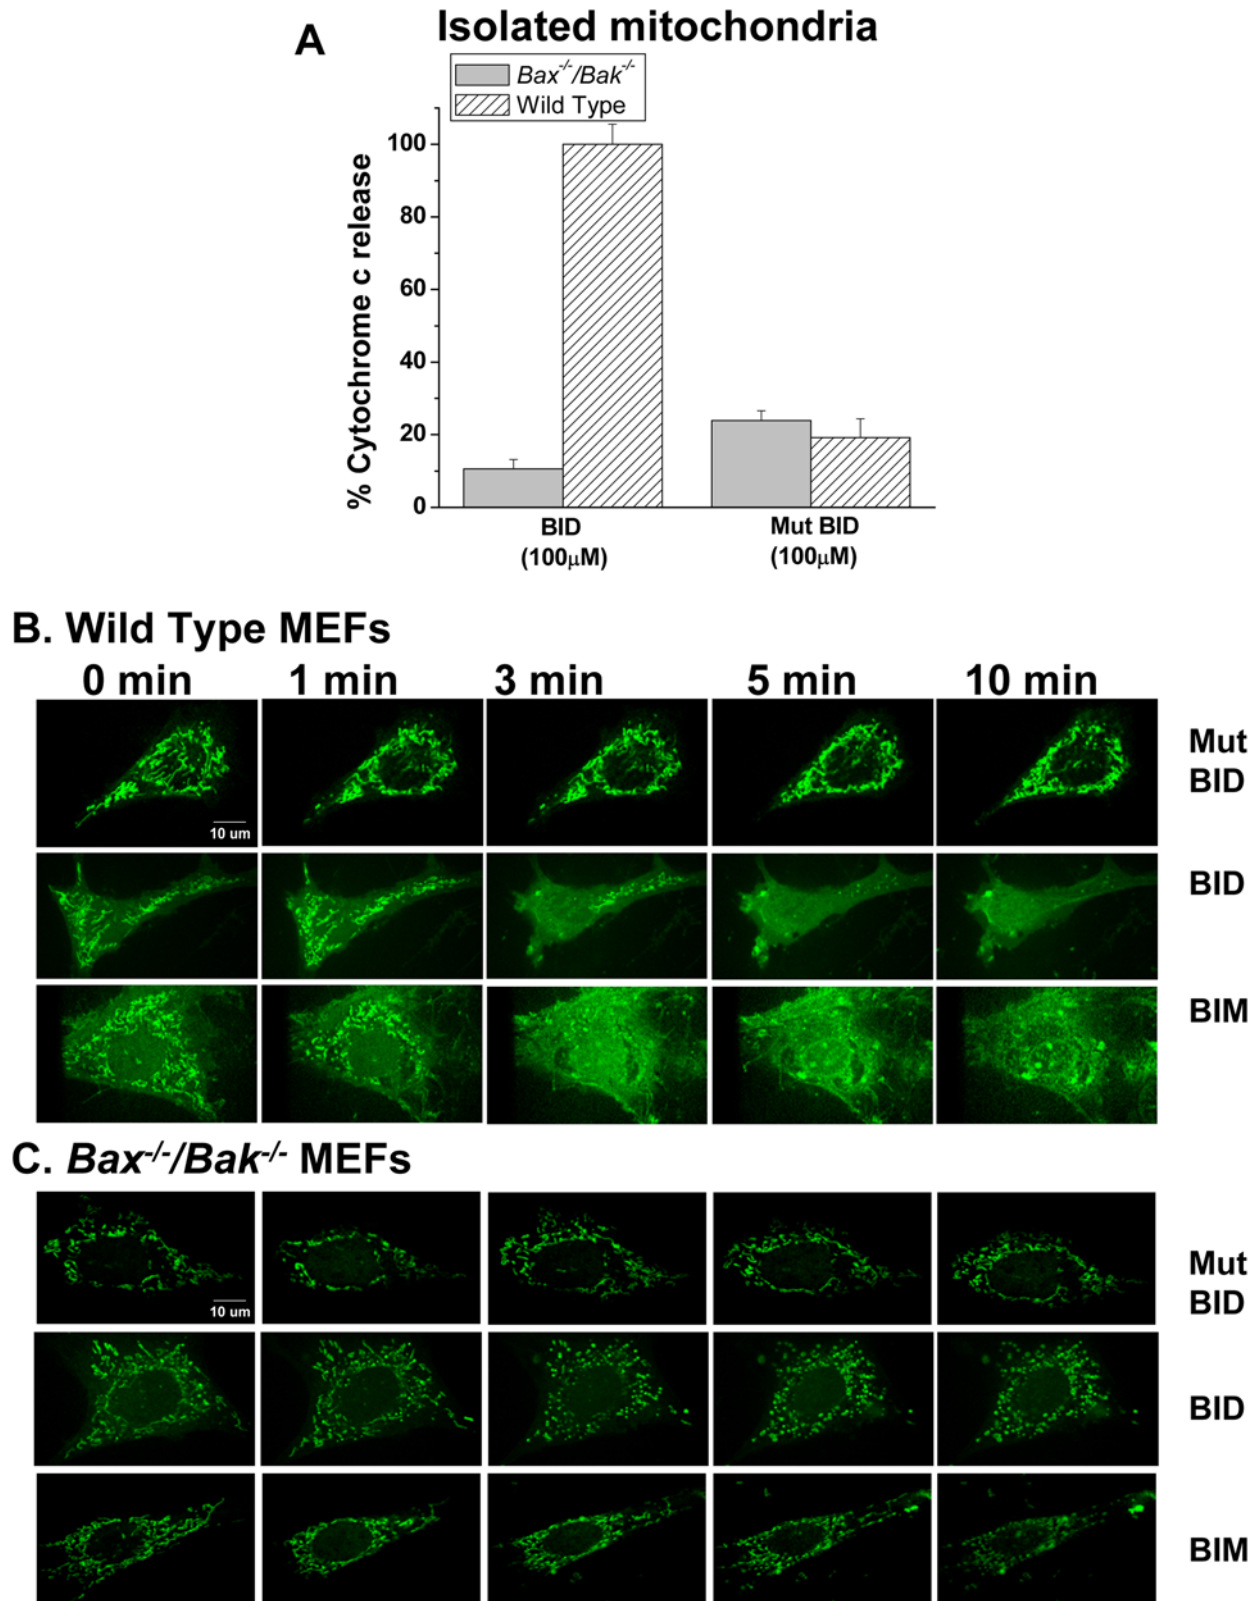 A
Isolated mitochondria
Bax-/-/Bak-/-
Wild Type
% Cytochrome c release
100
80
60
40
20
0
BID
(100μM)
Mut BID
(100μM)
B. Wild Type MEFs
0 min 1 min 3 min 5 min 10 min
10 um
Mut
BID
BID
BIM
C. Bax-/-/Bak-/- MEFs
10 um
Mut
BID
BID
BIM